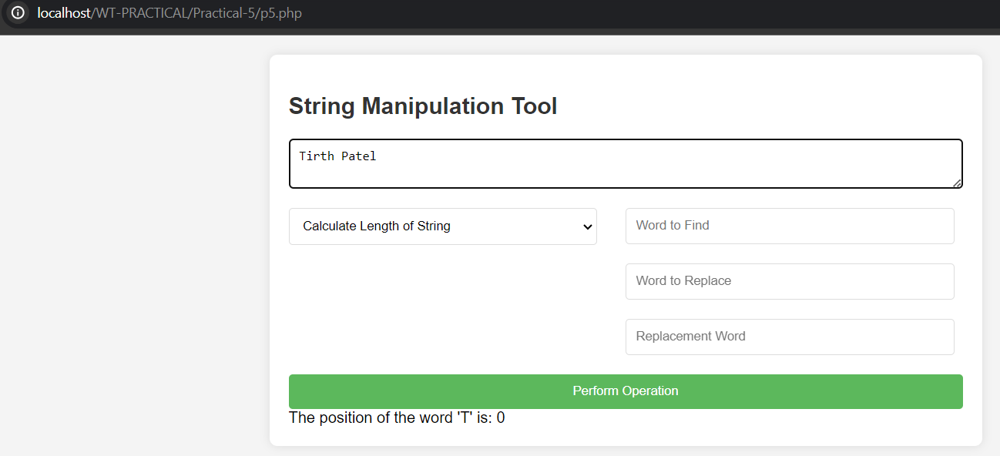 localhost/WT-PRACTICAL/Practical-5/p5.php
String Manipulation Tool
Tirth Patel
Calculate Length of String
Word to Find
Word to Replace
Replacement Word
Perform Operation
The position of the word 'T' is: 0